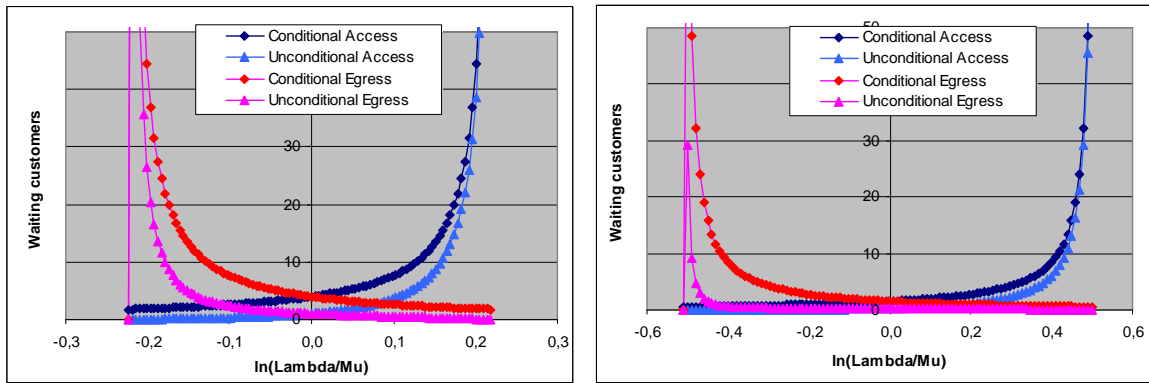 Conditional Access
Unconditional Access
Conditional Egress
Unconditional Egress
Waiting customers
30
20
10
0
-0,3
-0,2
-0,1
0,0
0,1
0,2
0,3
ln(Lambda/Mu)
50
Conditional Access
Unconditional Access
Conditional Egress
Unconditional Egress
Waiting customers
30
20
10
0
-0,6
-0,4
-0,2
0,0
0,2
0,4
0,6
ln(Lambda/Mu)